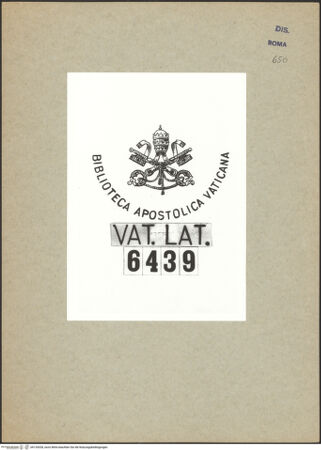 DIS.
ROMA
650
BIBLIOTECA APOSTOLICA VATICANA
VAT. LAT.
6439